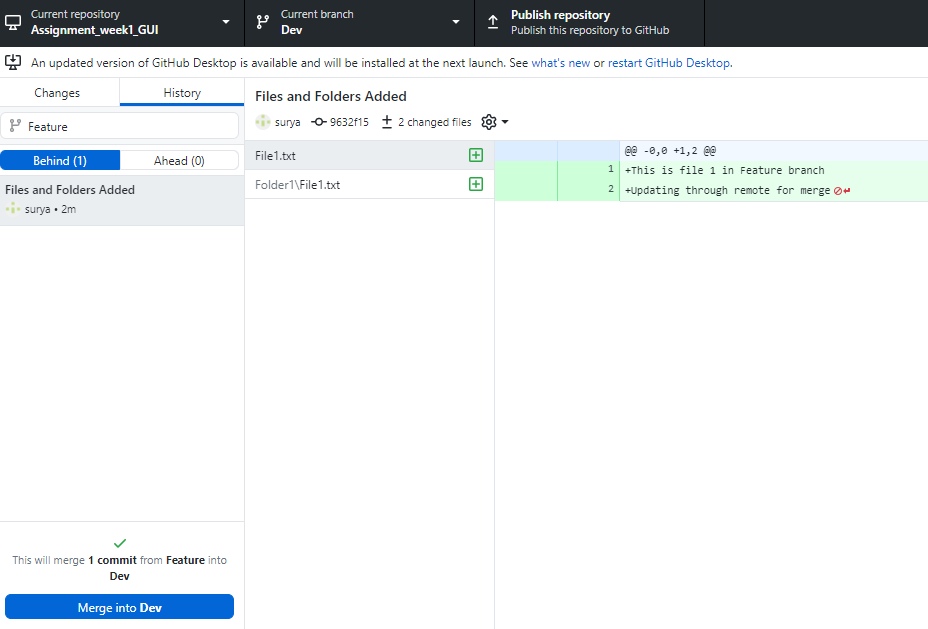 Current repository
Assignment_week1_GUI
Current branch
Dev
Publish repository
Publish this repository to GitHub
An updated version of GitHub Desktop is available and will be installed at the next launch. See what's new or restart GitHub Desktop.
Changes
History
Feature
Behind (1)
Ahead (0)
Files and Folders Added
surya • 2m
This will merge 1 commit from Feature into
Dev
Merge into Dev
Files and Folders Added
surya 9632f15 2 changed files
File1.txt
Folder1\File1.txt
@@ -0,0 +1,2 @@
1 +This is file 1 in Feature branch
2 +Updating through remote for merge